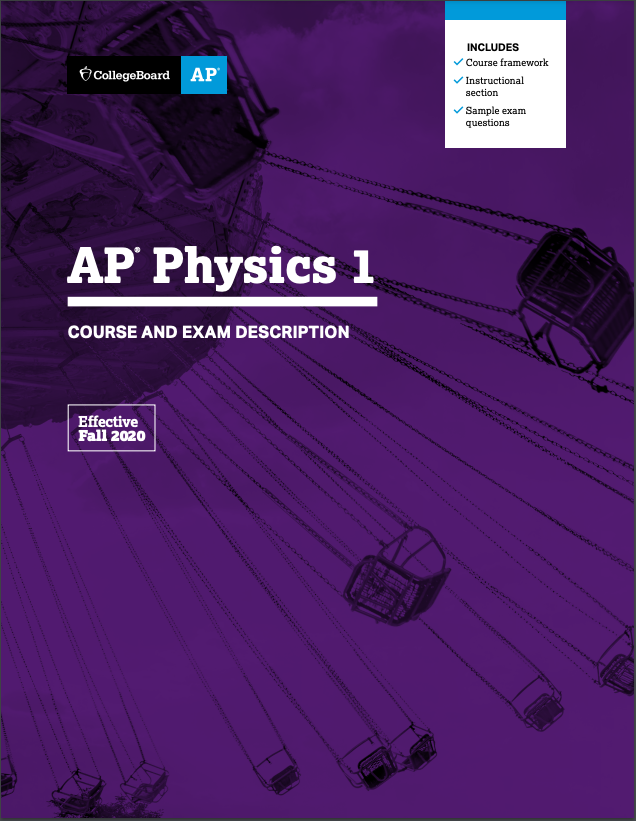 CollegeBoard
AP®
INCLUDES
Course framework
Instructional
section
Sample exam
questions
AP® Physics 1
COURSE AND EXAM DESCRIPTION
Effective
Fall 2020